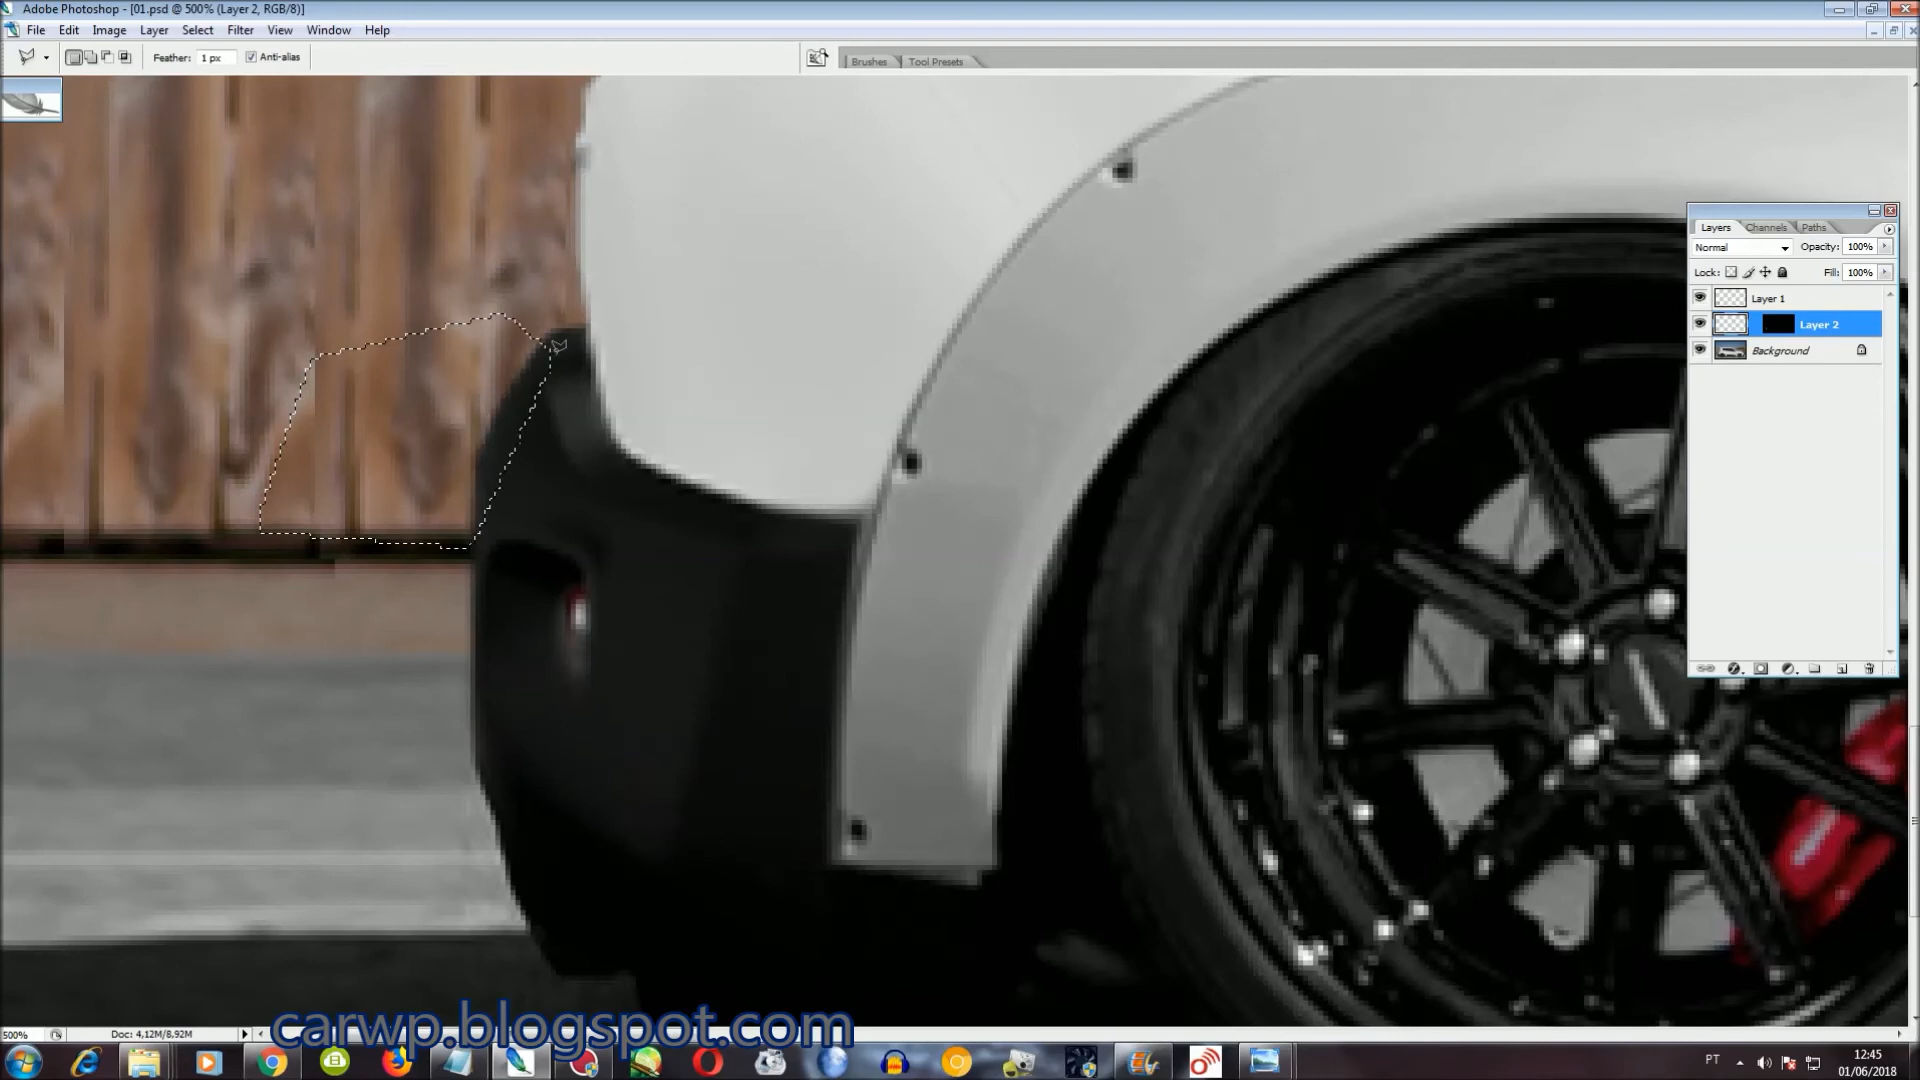 Adobe Photoshop - [01.psd @ 500% (Layer 2, RGB/8)]
File Edit Image Layer Select Filter View Window Help
Feather: 1 px Anti-alias Brushes Tool Presets
Layers Channels Paths
Normal Opacity: 100%
Lock: Fill: 100%
Layer 1
Layer 2
Background
500% Doc: 4,12M/8,92M
carwp.blogspot.com
PT 12:45
01/06/2018